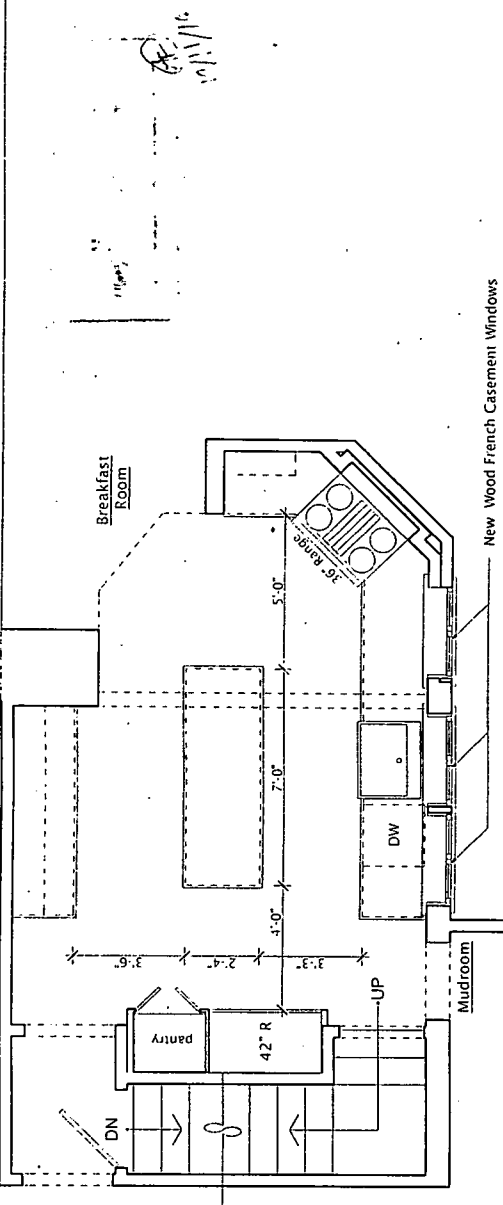 Breakfast
Room
36" Range
5'-0"
7'-0"
4'-0"
3'-6"
2'-4"
3'-3"
DW
pantry
42" R
DN
UP
Mudroom
New Wood French Casement Windows